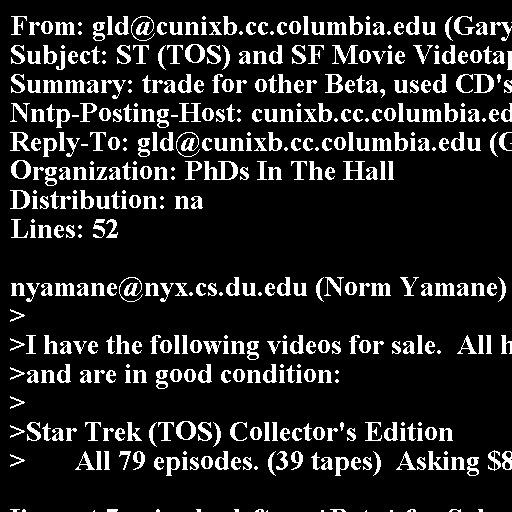 From: gld@cunixb.cc.columbia.edu (Gary
Subject: ST (TOS) and SF Movie Videota
Summary: trade for other Beta, used CD's
Nntp-Posting-Host: cunixb.cc.columbia.ed
Reply-To: gld@cunixb.cc.columbia.edu (G
Organization: PhDs In The Hall
Distribution: na
Lines: 52

nyamane@nyx.cs.du.edu (Norm Yamane)
>
>I have the following videos for sale.  All h
>and are in good condition:
>
>Star Trek (TOS) Collector's Edition
>       All 79 episodes. (39 tapes)  Asking $8